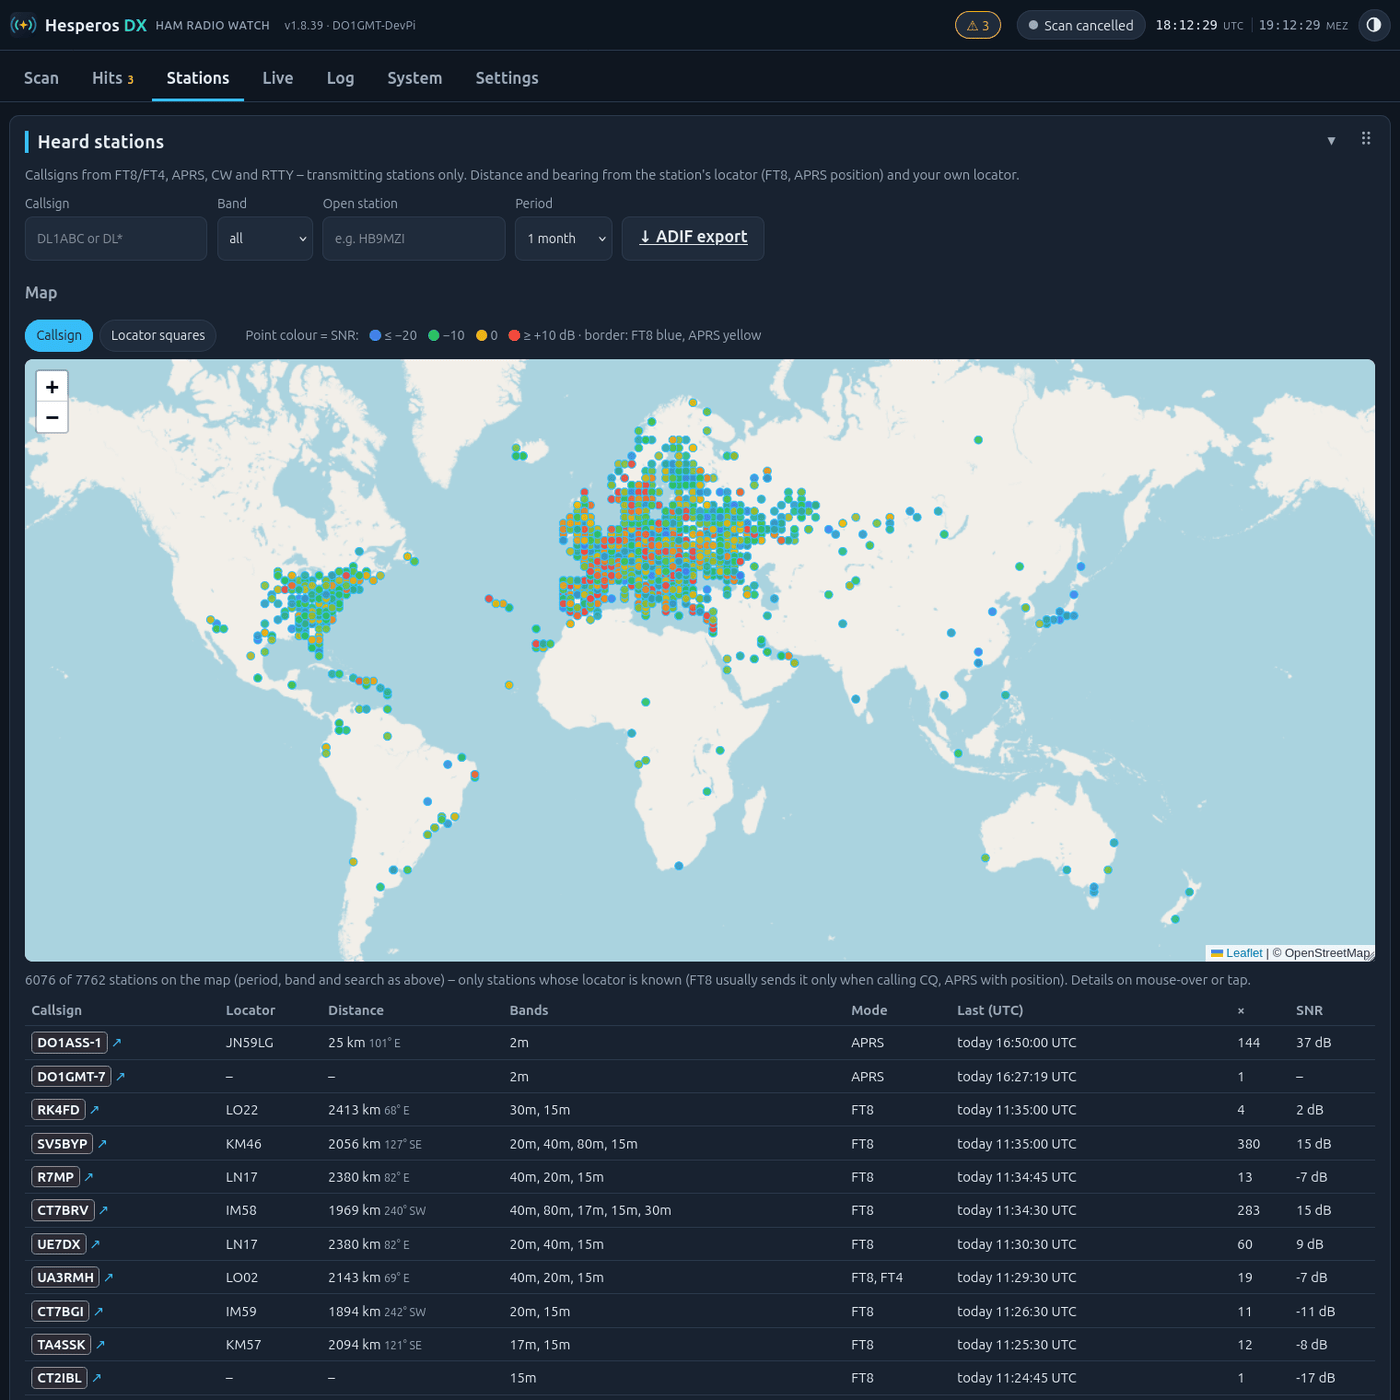 Hesperos DX HAM RADIO WATCH v1.8.39 · DO1GMT-DevPi ⚠ 3 Scan cancelled 18:12:29 UTC 19:12:29 MEZ
Scan Hits 3 Stations Live Log System Settings
Heard stations
Callsigns from FT8/FT4, APRS, CW and RTTY – transmitting stations only. Distance and bearing from the station's locator (FT8, APRS position) and your own locator.
Callsign Band Open station Period
DL1ABC or DL* all e.g. HB9MZI 1 month ↓ ADIF export
Map
Callsign Locator squares Point colour = SNR: ≤ −20 −10 0 ≥ +10 dB · border: FT8 blue, APRS yellow
+
−
Leaflet | © OpenStreetMap
6076 of 7762 stations on the map (period, band and search as above) – only stations whose locator is known (FT8 usually sends it only when calling CQ, APRS with position). Details on mouse-over or tap.
Callsign Locator Distance Bands Mode Last (UTC) × SNR
DO1ASS-1 ↗ JN59LG 25 km 101° E 2m APRS today 16:50:00 UTC 144 37 dB
DO1GMT-7 ↗ – – 2m APRS today 16:27:19 UTC 1 –
RK4FD ↗ LO22 2413 km 68° E 30m, 15m FT8 today 11:35:00 UTC 4 2 dB
SV5BYP ↗ KM46 2056 km 127° SE 20m, 40m, 80m, 15m FT8 today 11:35:00 UTC 380 15 dB
R7MP ↗ LN17 2380 km 82° E 40m, 20m, 15m FT8 today 11:34:45 UTC 13 -7 dB
CT7BRV ↗ IM58 1969 km 240° SW 40m, 80m, 17m, 15m, 30m FT8 today 11:34:30 UTC 283 15 dB
UE7DX ↗ LN17 2380 km 82° E 20m, 40m, 15m FT8 today 11:30:30 UTC 60 9 dB
UA3RMH ↗ LO02 2143 km 69° E 40m, 20m, 15m FT8, FT4 today 11:29:30 UTC 19 -7 dB
CT7BGI ↗ IM59 1894 km 242° SW 20m, 15m FT8 today 11:26:30 UTC 11 -11 dB
TA4SSK ↗ KM57 2094 km 121° SE 17m, 15m FT8 today 11:25:30 UTC 12 -8 dB
CT2IBL ↗ – – 15m FT8 today 11:24:45 UTC 1 -17 dB